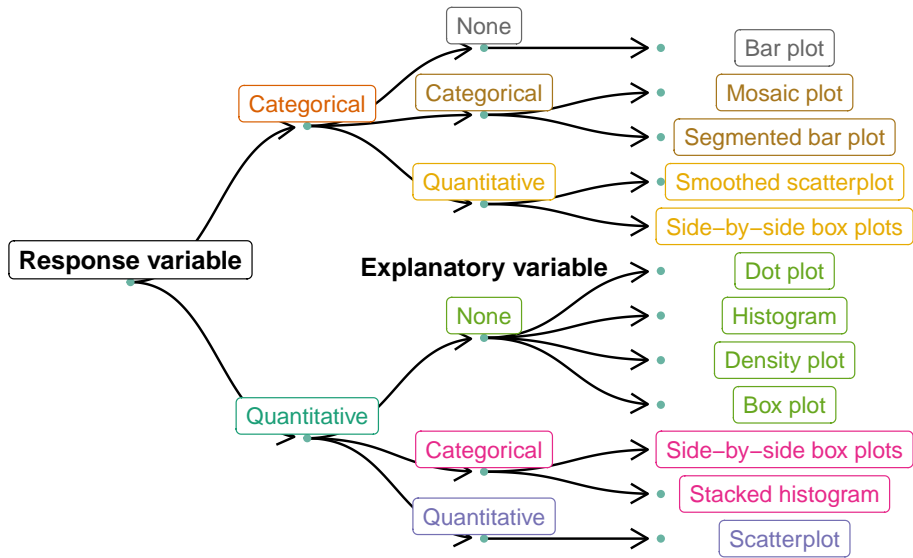 None
Bar plot
Categorical
Categorical
Mosaic plot
Segmented bar plot
Quantitative
Smoothed scatterplot
Side−by−side box plots
Response variable
Explanatory variable
Dot plot
None
Histogram
Density plot
Box plot
Quantitative
Categorical
Side−by−side box plots
Stacked histogram
Quantitative
Scatterplot